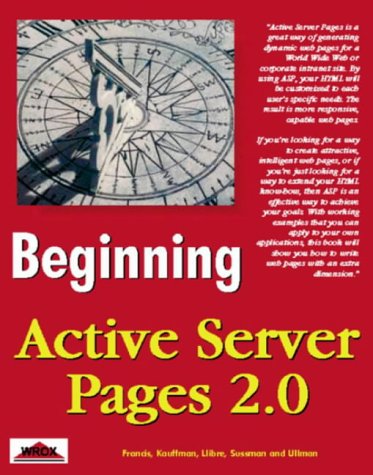 "Active Server Pages is a
great way of generating
dynamic web pages for a
World Wide Web or
corporate intranet site. By
using ASP, your HTML will
be customized to each
user's specific needs. The
result is more responsive,
capable web pages.
If you're looking for a way
to create attractive,
intelligent web pages, or if
you're just looking for a
way to extend your HTML
know-how, then ASP is an
effective way to achieve
your goals. With working
examples that you can
apply to your own
applications, this book will
show you how to write
web pages with an extra
dimension."
Beginning
Active Server
Pages 2.0
WROX
Francis, Kauffman, Llibre, Sussman and Ullman